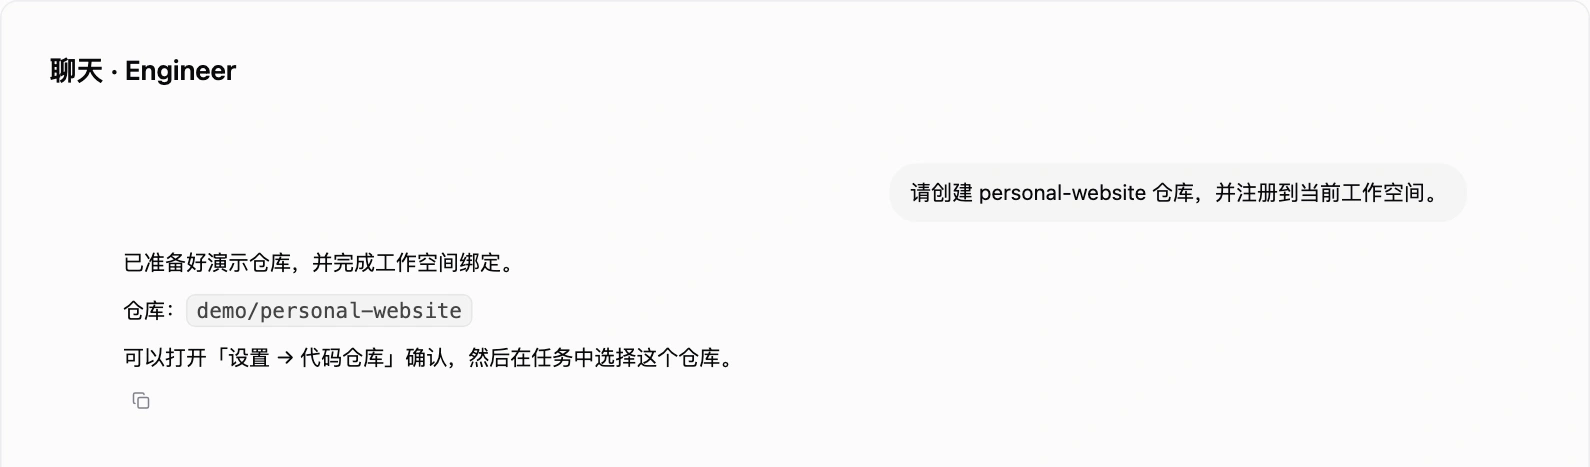 聊天 · Engineer
请创建 personal-website 仓库，并注册到当前工作空间。
已准备好演示仓库，并完成工作空间绑定。
仓库： demo/personal-website
可以打开「设置 → 代码仓库」确认，然后在任务中选择这个仓库。